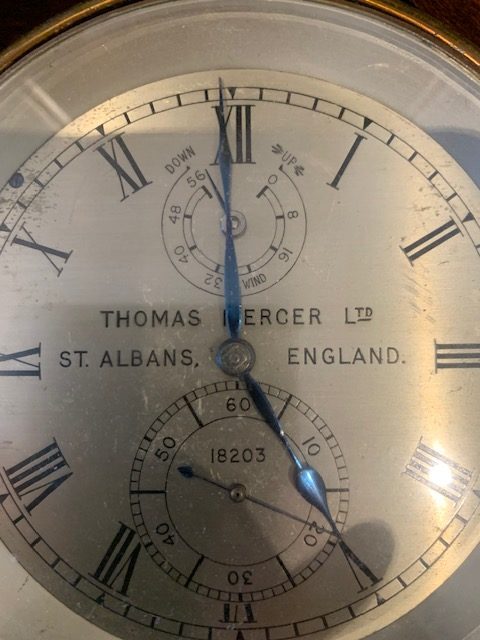 XII
XI I
DOWN UP
56 0
48 8
40 16
32 WIND
X II
THOMAS MERCER LTD
IX III
ST. ALBANS, ENGLAND.
60
50 10
18203
VIII IIII
40 20
30
VII V
VI